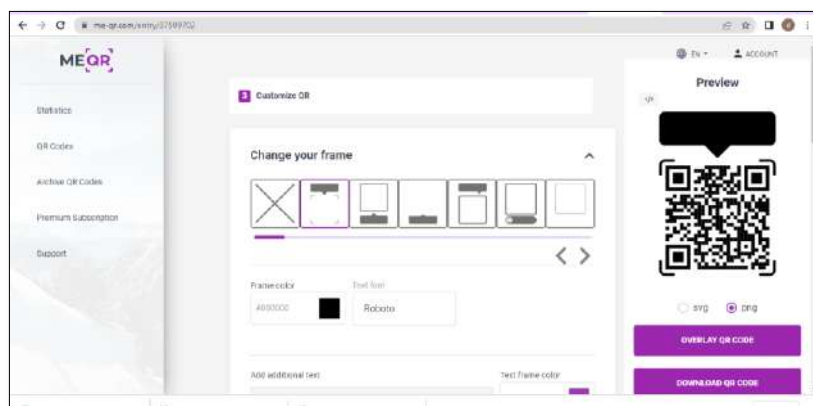 me-qr.com/entry/37599702
MEQR
EN
ACCOUNT
Statistics
QR Codes
Archive QR Codes
Premium Subscription
Support
3 Customize QR
Change your frame
Frame color
Text font
#000000
Roboto
Add additional text
Text frame color
Preview
</>
svg
png
OVERLAY QR CODE
DOWNLOAD QR CODE